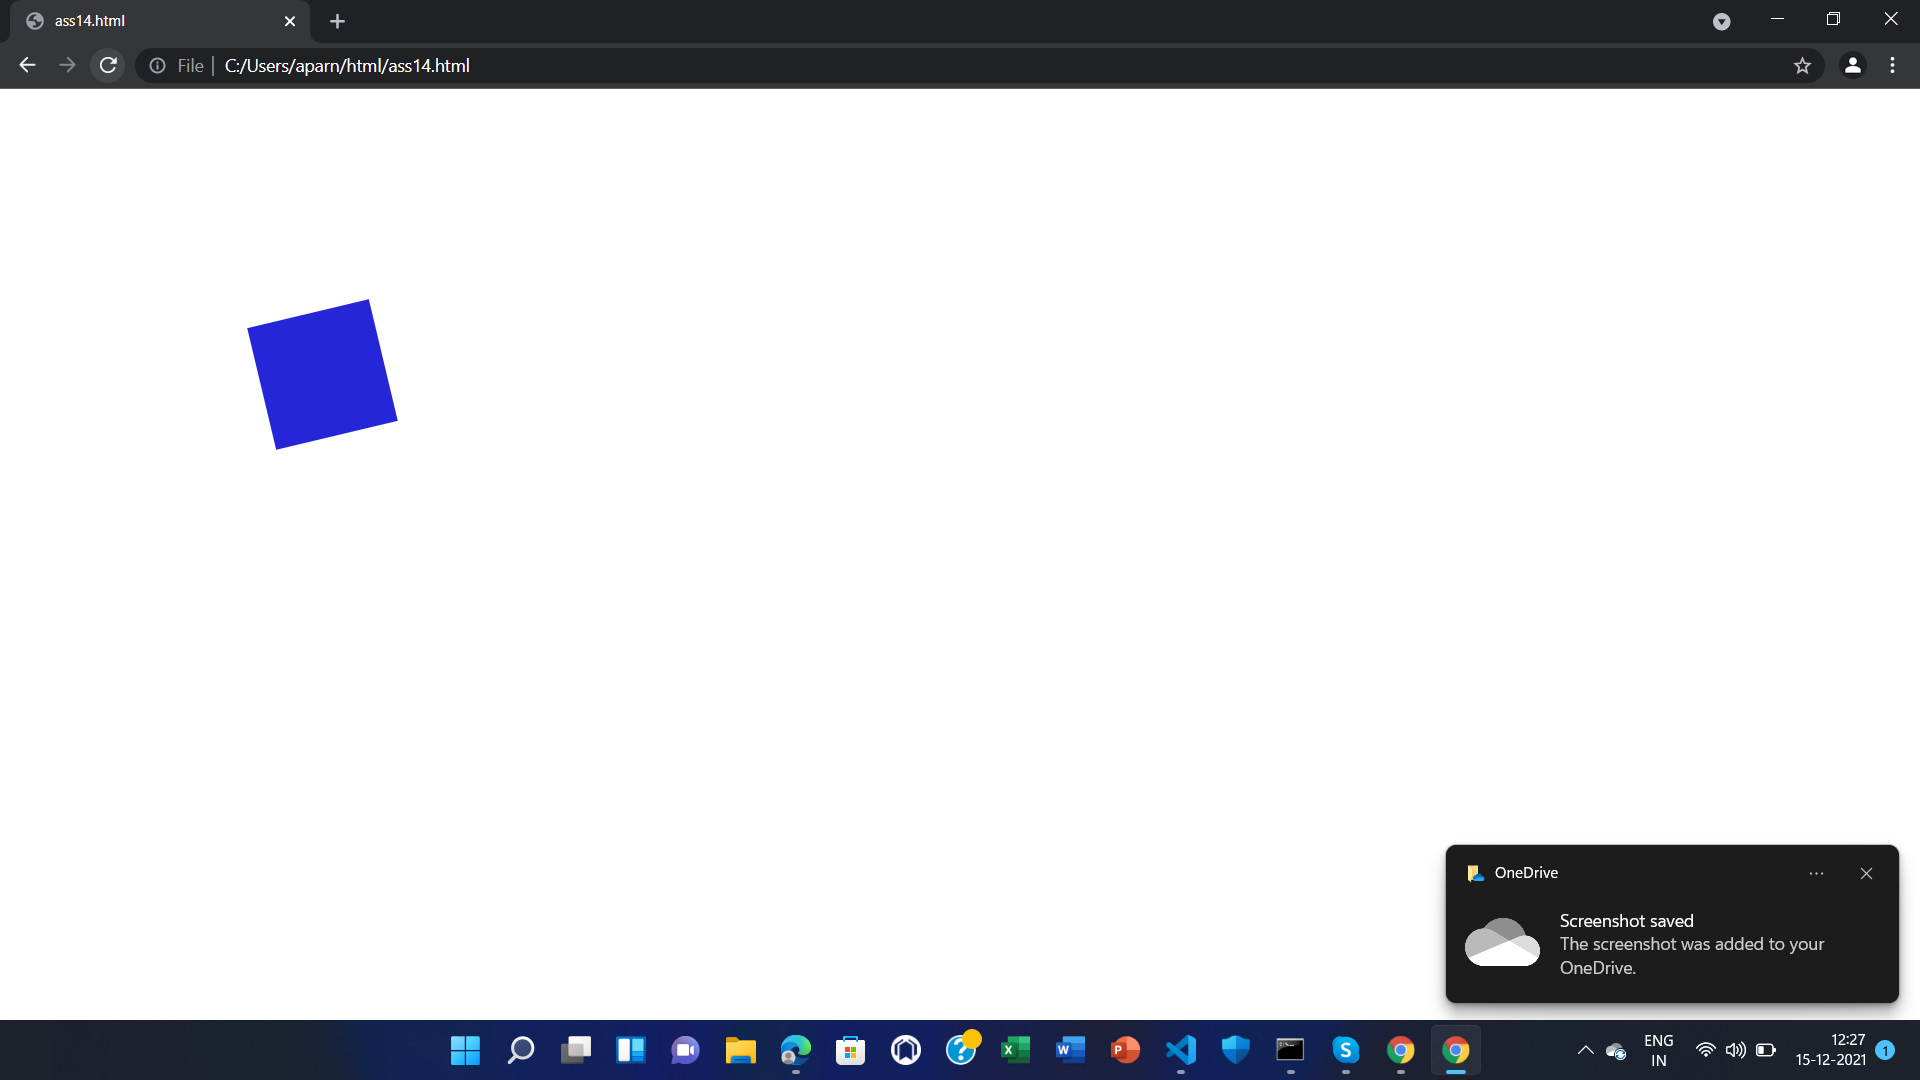 ass14.html
File
C:/Users/aparn/html/ass14.html
OneDrive
Screenshot saved
The screenshot was added to your
OneDrive.
ENG
IN
12:27
15-12-2021
1